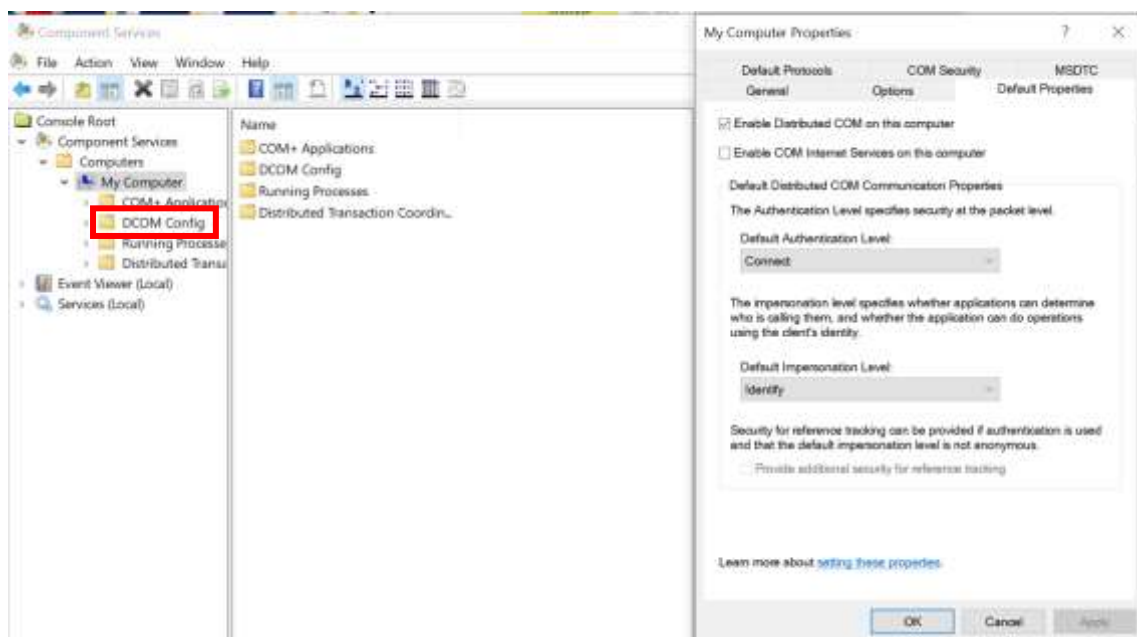 Component Services
File Action View Window Help
Console Root
Component Services
Computers
My Computer
COM+ Application
DCOM Config
Running Processe
Distributed Transa
Event Viewer (Local)
Services (Local)
Name
COM+ Applications
DCOM Config
Running Processes
Distributed Transaction Coordin...
My Computer Properties
Default Protocols COM Security MSDTC
General Options Default Properties
Enable Distributed COM on this computer
Enable COM Internet Services on this computer
Default Distributed COM Communication Properties
The Authentication Level specifies security at the packet level.
Default Authentication Level:
Connect
The impersonation level specifies whether applications can determine
who is calling them, and whether the application can do operations
using the client's identity.
Default Impersonation Level:
Identify
Security for reference tracking can be provided if authentication is used
and that the default impersonation level is not anonymous.
Provide additional security for reference tracking
Learn more about setting these properties.
OK Cancel Apply